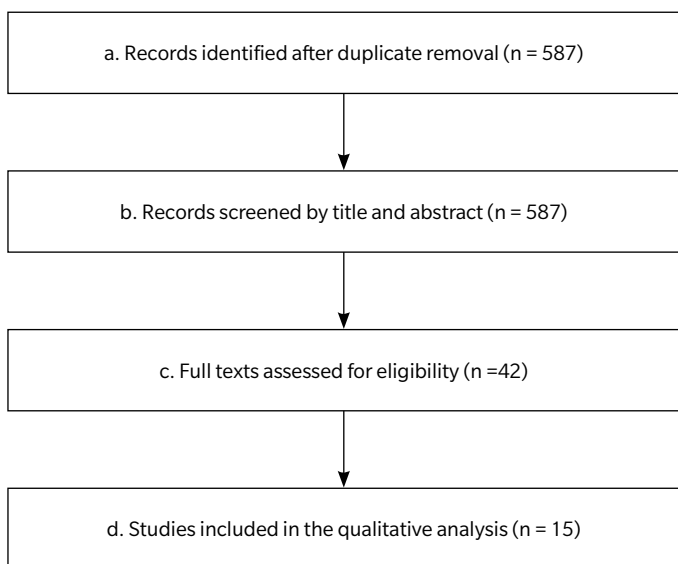 a. Records identified after duplicate removal (n = 587)
b. Records screened by title and abstract (n = 587)
c. Full texts assessed for eligibility (n =42)
d. Studies included in the qualitative analysis (n = 15)